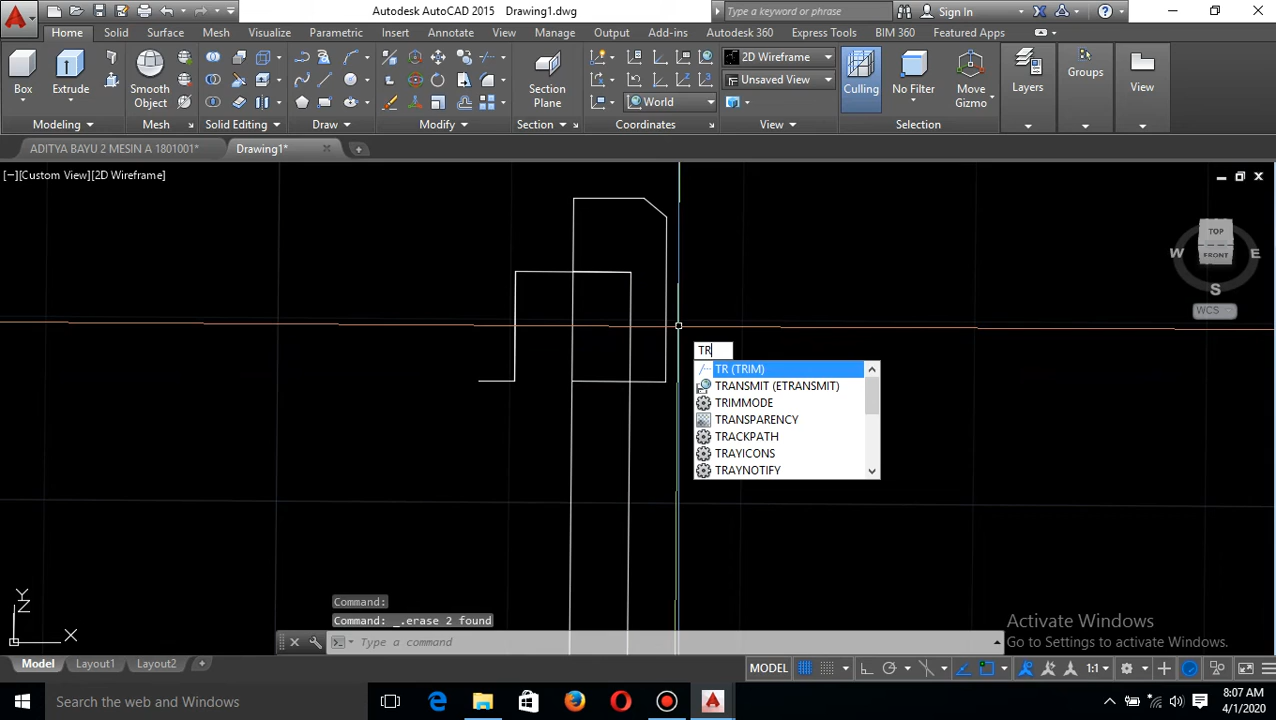 Autodesk AutoCAD 2015 Drawing1.dwg
Type a keyword or phrase
Sign In
Home Solid Surface Mesh Visualize Parametric Insert Annotate View Manage Output Add-ins Autodesk 360 Express Tools BIM 360 Featured Apps
2D Wireframe
Unsaved View
World
Box
Extrude
Smooth
Object
Section
Plane
Culling
No Filter
Move
Gizmo
Layers
Groups
View
Modeling
Mesh
Solid Editing
Draw
Modify
Section
Coordinates
View
Selection
ADITYA BAYU 2 MESIN A 1801001*
Drawing1*
[−][Custom View][2D Wireframe]
TOP
FRONT
W
E
S
WCS
TR
TR (TRIM)
TRANSMIT (ETRANSMIT)
TRIMMODE
TRANSPARENCY
TRACKPATH
TRAYICONS
TRAYNOTIFY
Y
Z
X
Command:
Command: _.erase 2 found
Type a command
Activate Windows
Go to Settings to activate Windows.
Model Layout1 Layout2
MODEL
1:1
Search the web and Windows
8:07 AM
4/1/2020